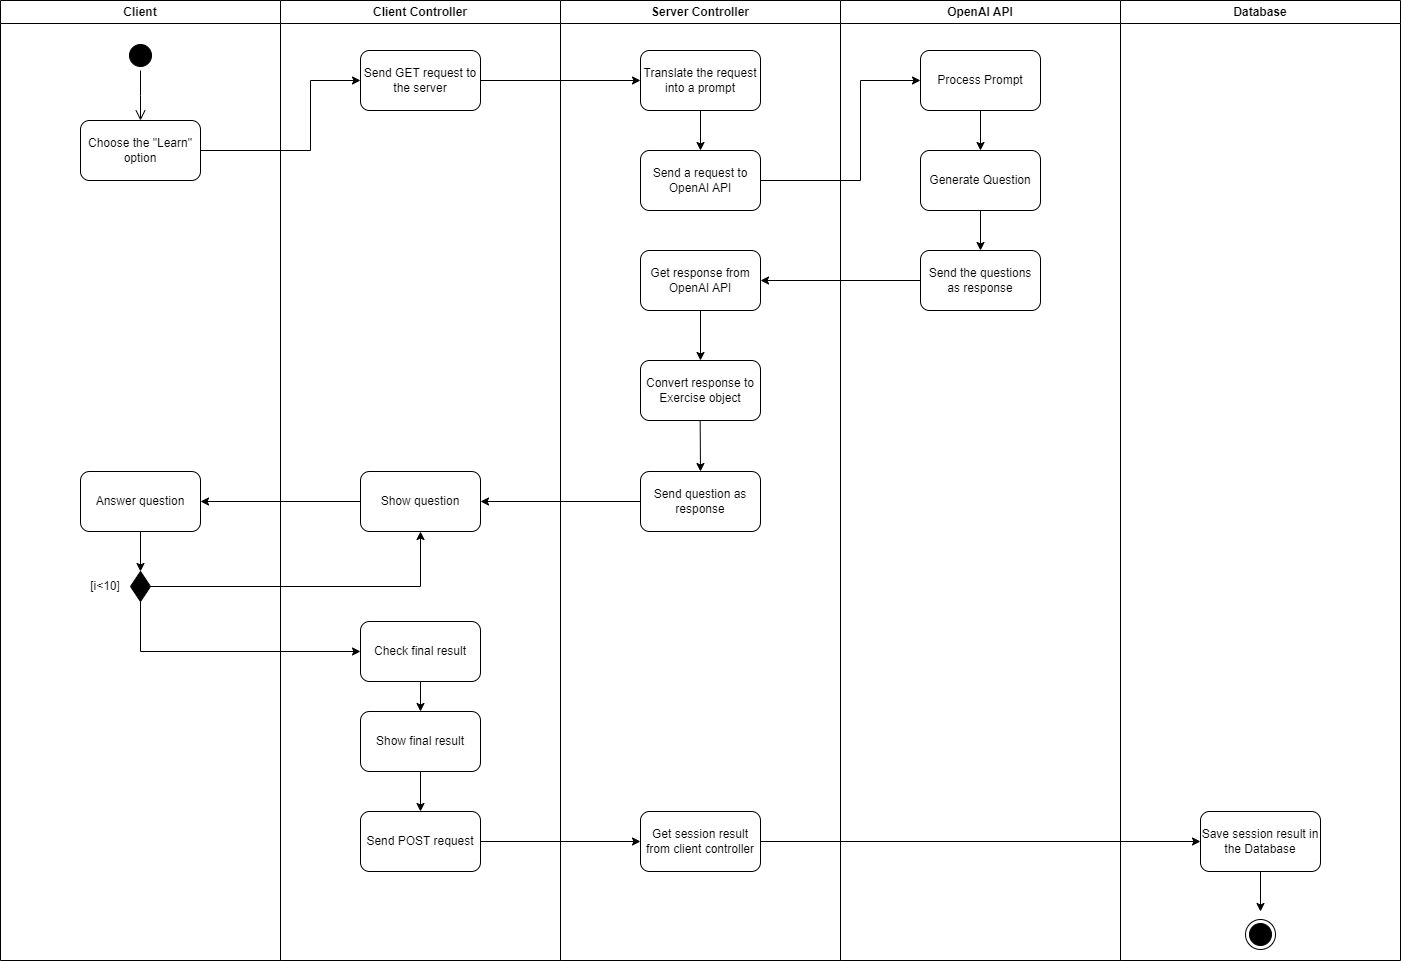 Client
Client Controller
Server Controller
OpenAI API
Database
Choose the "Learn"
option
Send GET request to
the server
Translate the request
into a prompt
Send a request to
OpenAI API
Process Prompt
Generate Question
Send the questions
as response
Get response from
OpenAI API
Convert response to
Exercise object
Send question as
response
Show question
Answer question
[i<10]
Check final result
Show final result
Send POST request
Get session result
from client controller
Save session result in
the Database